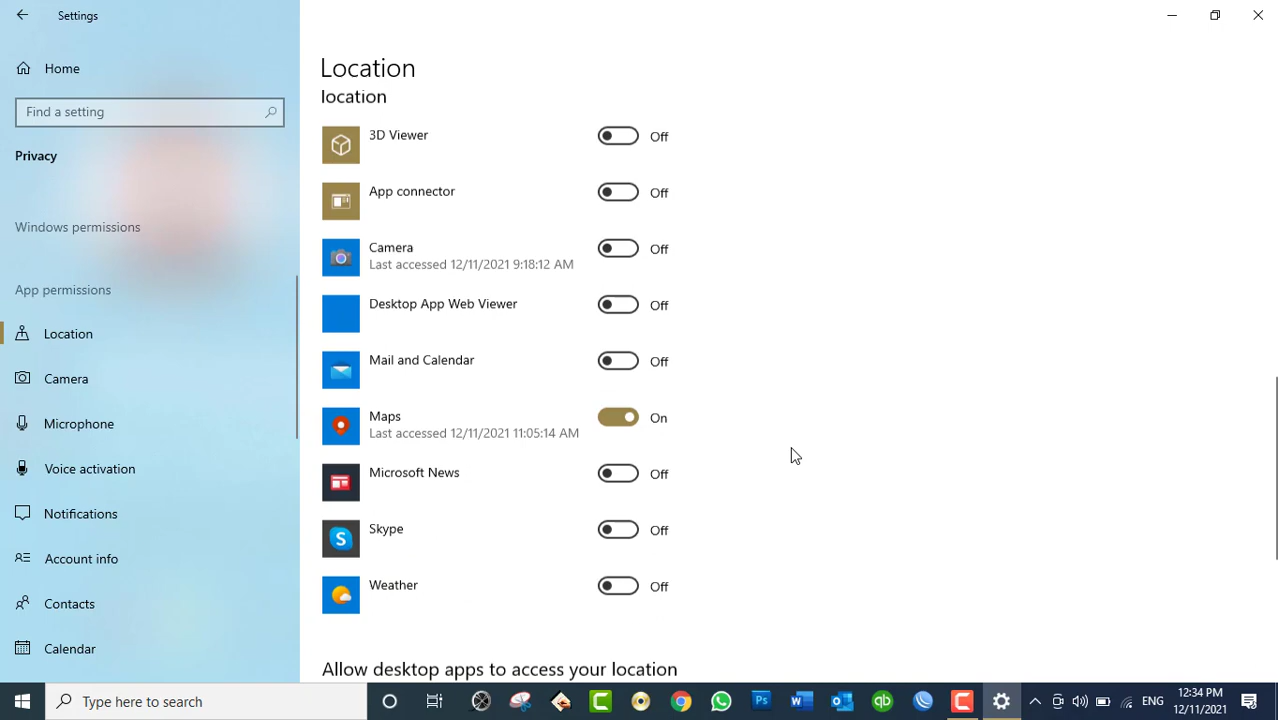 Settings
Home
Find a setting
Privacy
Windows permissions
App permissions
Location
Camera
Microphone
Voice activation
Notifications
Account info
Contacts
Calendar
Location
location
3D Viewer Off
App connector Off
Camera Off
Last accessed 12/11/2021 9:18:12 AM
Desktop App Web Viewer Off
Mail and Calendar Off
Maps On
Last accessed 12/11/2021 11:05:14 AM
Microsoft News Off
Skype Off
Weather Off
Allow desktop apps to access your location
Type here to search
ENG
12:34 PM
12/11/2021